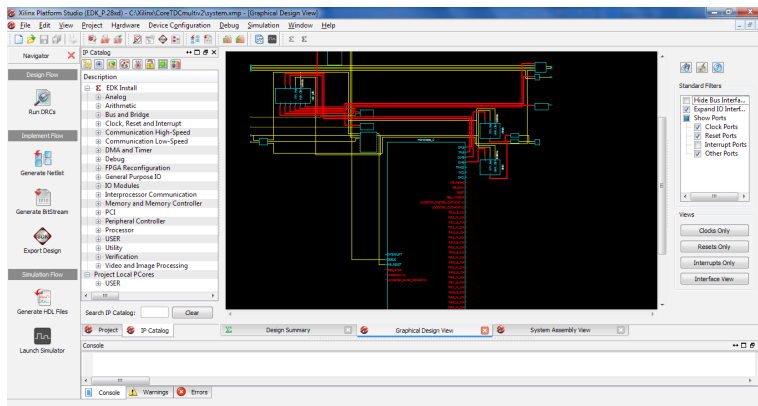 Xilinx Platform Studio (EDK_P.28xd) - C:\Xilinx\CoreTDCmultiv2\system.xmp - [Graphical Design View]
File Edit View Project Hardware Device Configuration Debug Simulation Window Help
Navigator
IP Catalog
Design Flow
Run DRCs
Implement Flow
Generate Netlist
Generate BitStream
Export Design
Simulation Flow
Generate HDL Files
Launch Simulator
Description
EDK Install
Analog
Arithmetic
Bus and Bridge
Clock, Reset and Interrupt
Communication High-Speed
Communication Low-Speed
DMA and Timer
Debug
FPGA Reconfiguration
General Purpose IO
IO Modules
Interprocessor Communication
Memory and Memory Controller
PCI
Peripheral Controller
Processor
USER
Utility
Verification
Video and Image Processing
Project Local PCores
USER
Search IP Catalog:
Clear
Project
IP Catalog
Design Summary
Graphical Design View
System Assembly View
Standard Filters
Hide Bus Interfa...
Expand IO Interf...
Show Ports
Clock Ports
Reset Ports
Interrupt Ports
Other Ports
Views
Clocks Only
Resets Only
Interrupts Only
Interface View
Console
Console
Warnings
Errors